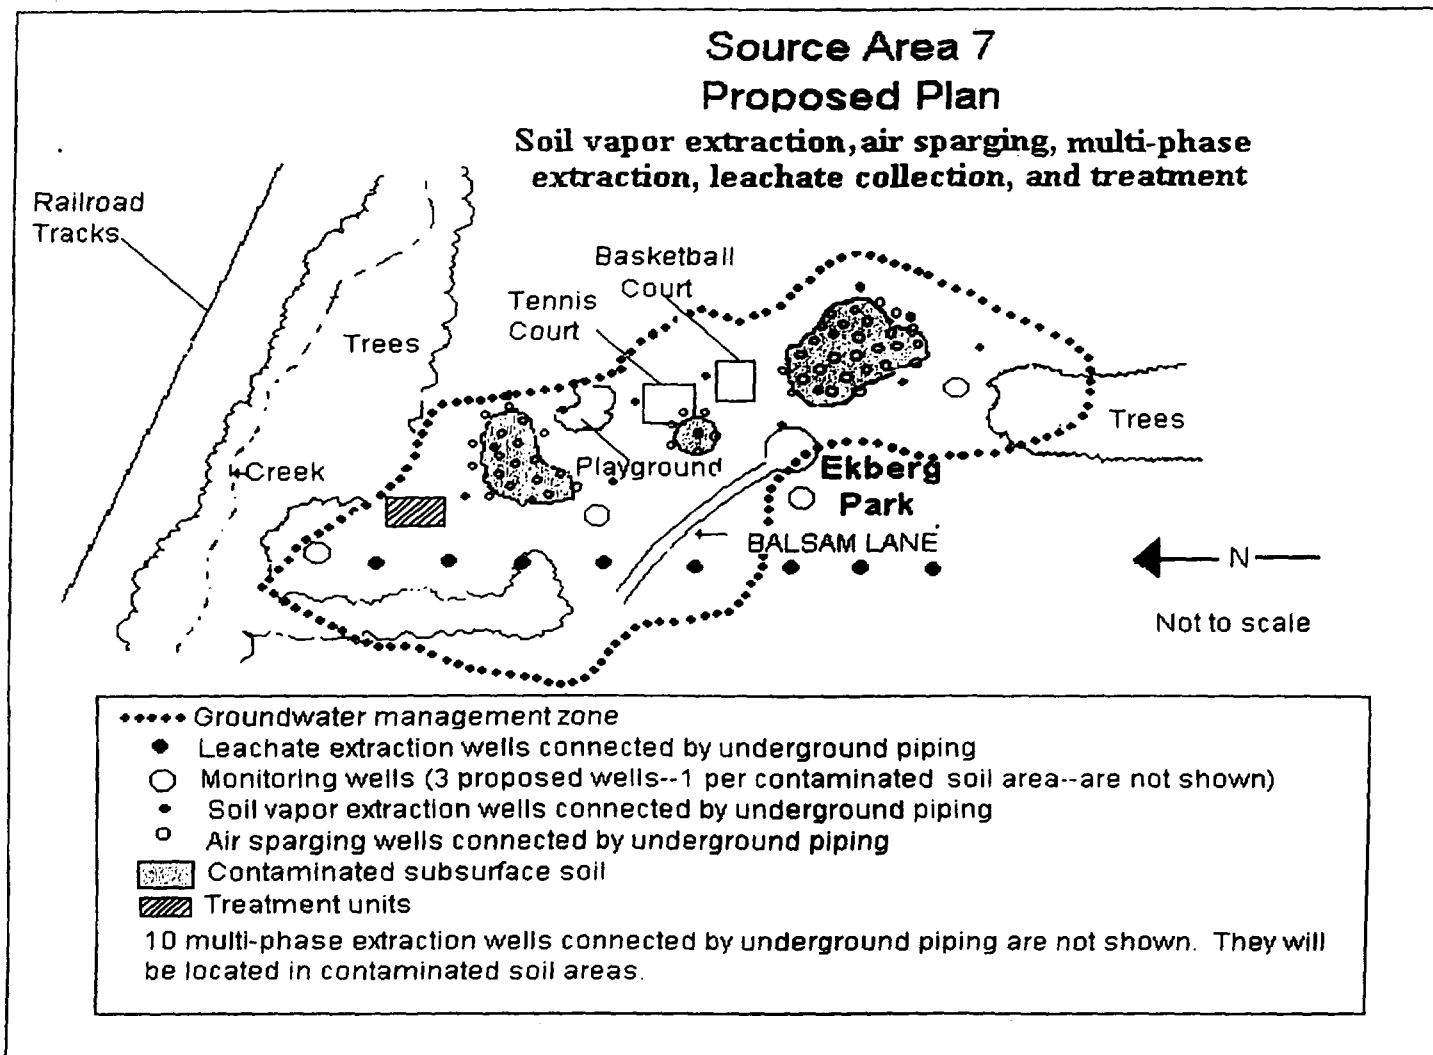 Source Area 7
Proposed Plan
Soil vapor extraction, air sparging, multi-phase
extraction, leachate collection, and treatment
Railroad
Tracks
Basketball
Court
Tennis
Court
Trees
Trees
Creek
Playground
Ekberg
Park
BALSAM LANE
N
Not to scale
Groundwater management zone
Leachate extraction wells connected by underground piping
Monitoring wells (3 proposed wells--1 per contaminated soil area--are not shown)
Soil vapor extraction wells connected by underground piping
Air sparging wells connected by underground piping
Contaminated subsurface soil
Treatment units
10 multi-phase extraction wells connected by underground piping are not shown. They will
be located in contaminated soil areas.